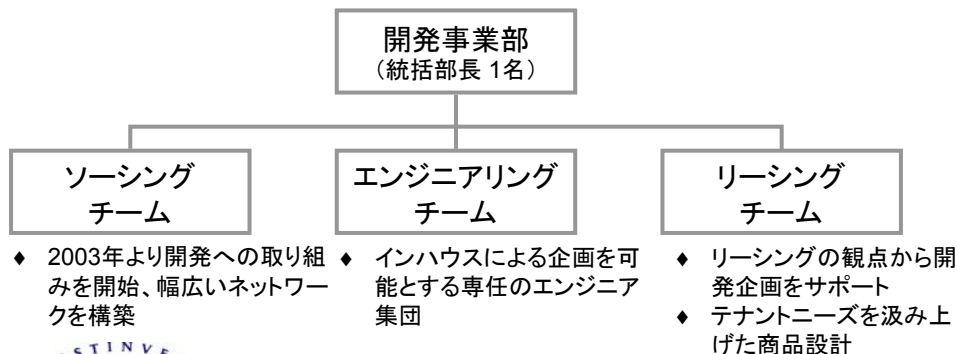 開発事業部
（統括部長 1名）
ソーシング
チーム
エンジニアリング
チーム
リーシング
チーム
♦ 2003年より開発への取り組
みを開始、幅広いネットワー
クを構築
♦ インハウスによる企画を可
能とする専任のエンジニア
集団
♦ リーシングの観点から開
発企画をサポート
♦ テナントニーズを汲み上
げた商品設計